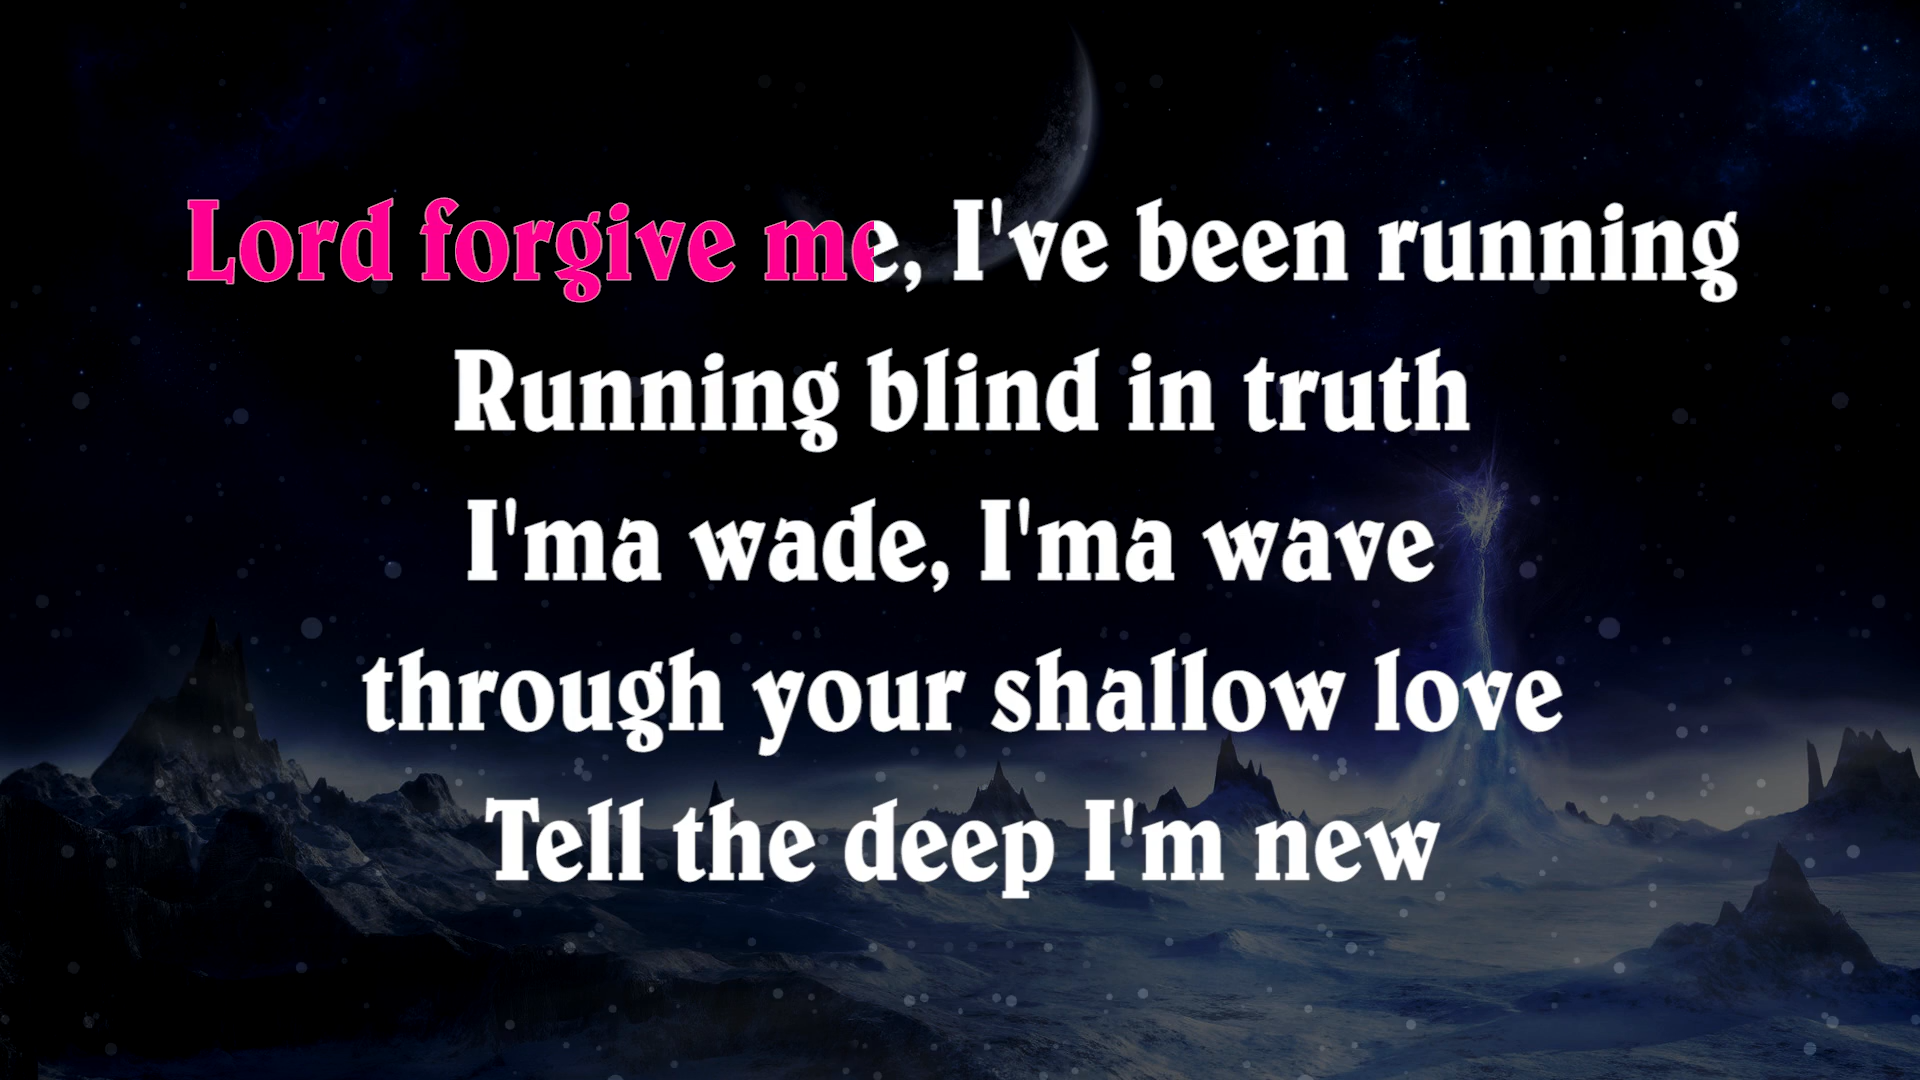 Lord forgive me, I've been running
Running blind in truth
I'ma wade, I'ma wave
through your shallow love
Tell the deep I'm new